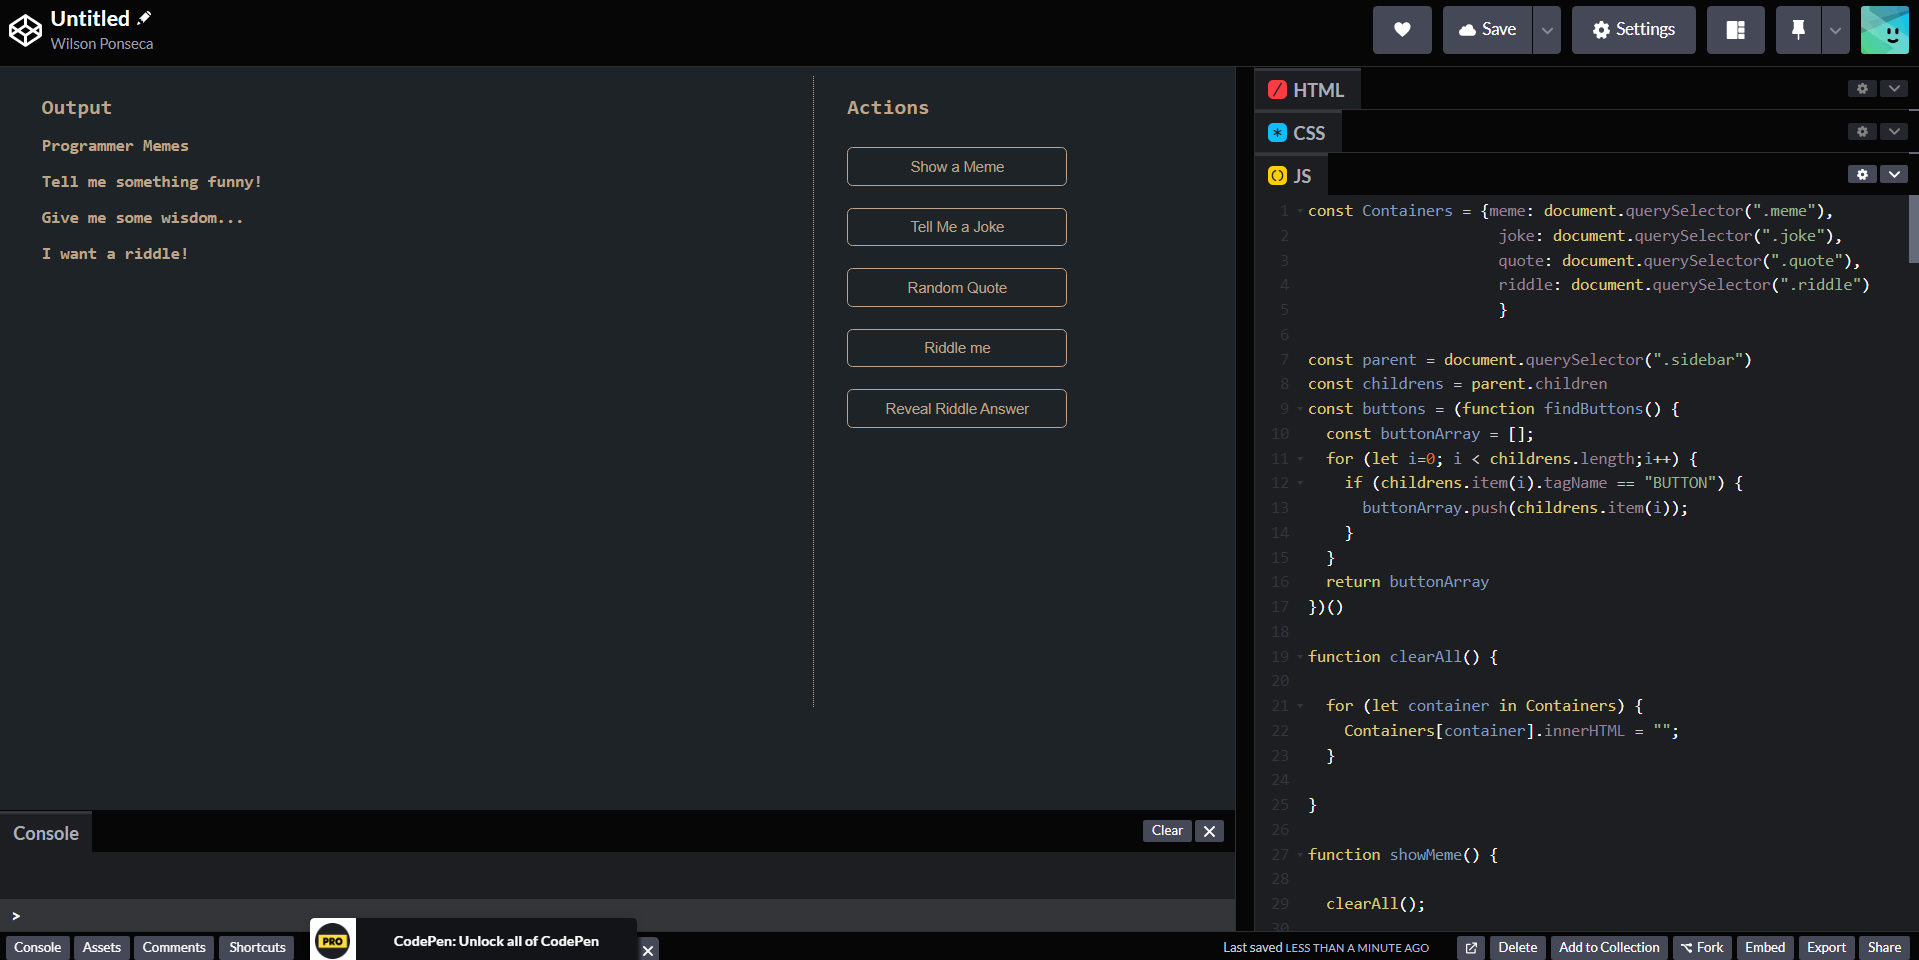 Untitled
Wilson Ponseca
Save
Settings
Output
Programmer Memes
Tell me something funny!
Give me some wisdom...
I want a riddle!
Actions
Show a Meme
Tell Me a Joke
Random Quote
Riddle me
Reveal Riddle Answer
HTML
CSS
JS
1 const Containers = {meme: document.querySelector(".meme"),
2 joke: document.querySelector(".joke"),
3 quote: document.querySelector(".quote"),
4 riddle: document.querySelector(".riddle")
5 }
6
7 const parent = document.querySelector(".sidebar")
8 const childrens = parent.children
9 const buttons = (function findButtons() {
10 const buttonArray = [];
11 for (let i=0; i < childrens.length;i++) {
12 if (childrens.item(i).tagName == "BUTTON") {
13 buttonArray.push(childrens.item(i));
14 }
15 }
16 return buttonArray
17 })()
18
19 function clearAll() {
20
21 for (let container in Containers) {
22 Containers[container].innerHTML = "";
23 }
24
25 }
26
27 function showMeme() {
28
29 clearAll();
30
Console
Clear
>
Console
Assets
Comments
Shortcuts
PRO
CodePen: Unlock all of CodePen
Last saved LESS THAN A MINUTE AGO
Delete
Add to Collection
Fork
Embed
Export
Share